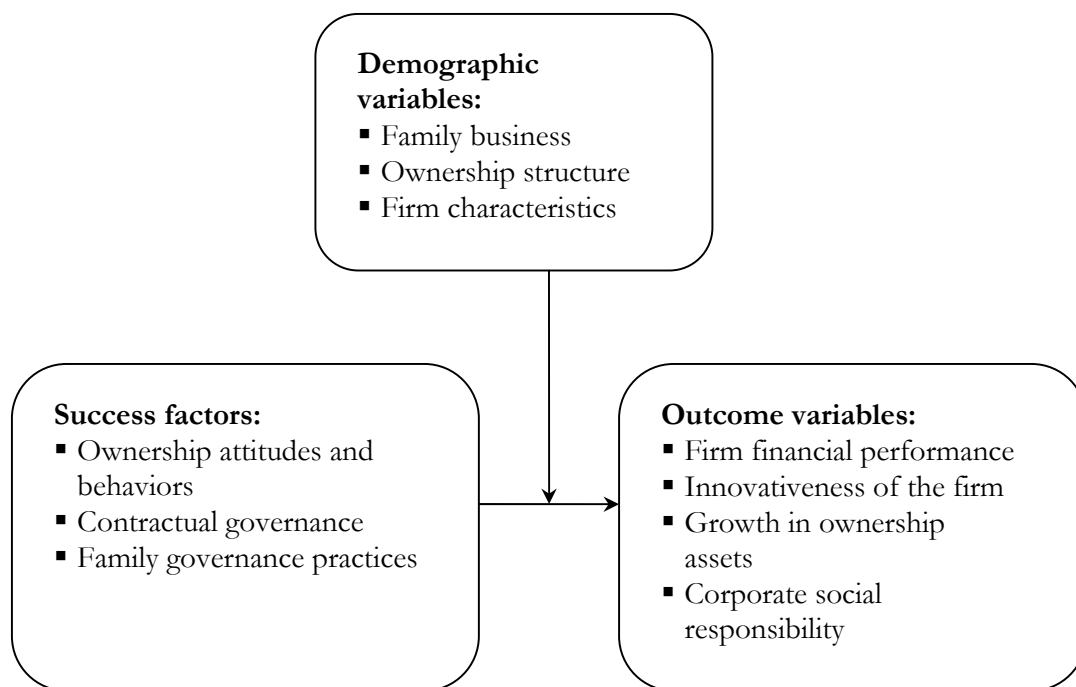 Demographic
variables:
▪ Family business
▪ Ownership structure
▪ Firm characteristics
Success factors:
▪ Ownership attitudes and
behaviors
▪ Contractual governance
▪ Family governance practices
Outcome variables:
▪ Firm financial performance
▪ Innovativeness of the firm
▪ Growth in ownership
assets
▪ Corporate social
responsibility